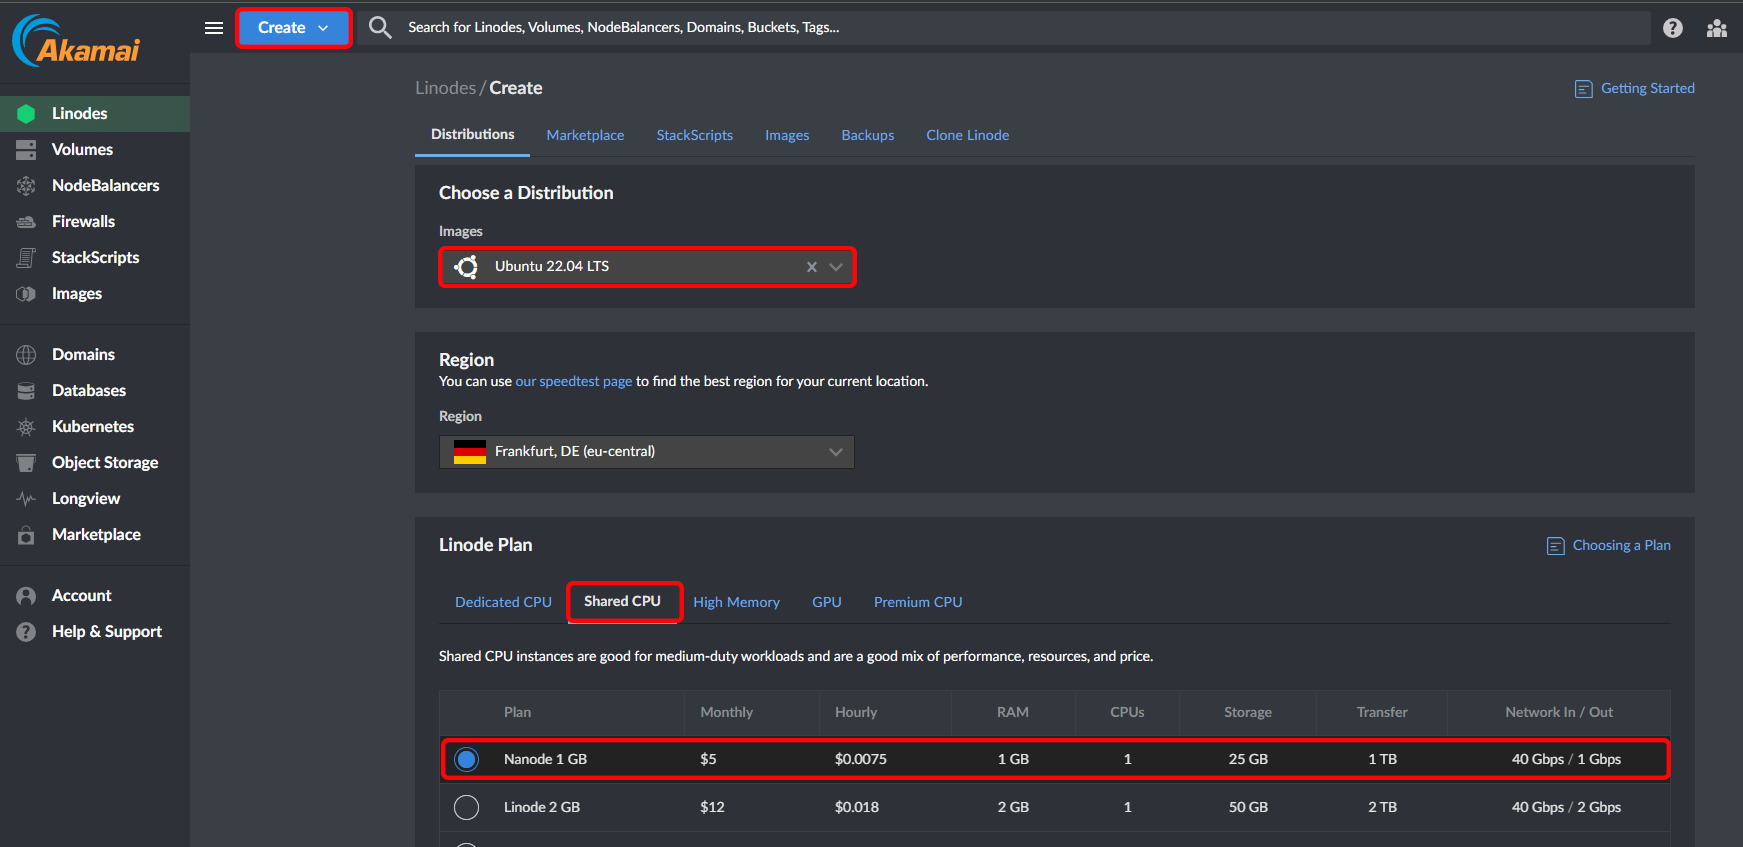 Akamai
Create
Search for Linodes, Volumes, NodeBalancers, Domains, Buckets, Tags...
?
Linodes
Volumes
NodeBalancers
Firewalls
StackScripts
Images
Domains
Databases
Kubernetes
Object Storage
Longview
Marketplace
Account
? Help & Support
Linodes / Create
Getting Started
Distributions Marketplace StackScripts Images Backups Clone Linode
Choose a Distribution
Images
Ubuntu 22.04 LTS
Region
You can use our speedtest page to find the best region for your current location.
Region
Frankfurt, DE (eu-central)
Linode Plan
Choosing a Plan
Dedicated CPU Shared CPU High Memory GPU Premium CPU
Shared CPU instances are good for medium-duty workloads and are a good mix of performance, resources, and price.
Plan Monthly Hourly RAM CPUs Storage Transfer Network In / Out
Nanode 1 GB $5 $0.0075 1 GB 1 25 GB 1 TB 40 Gbps / 1 Gbps
Linode 2 GB $12 $0.018 2 GB 1 50 GB 2 TB 40 Gbps / 2 Gbps